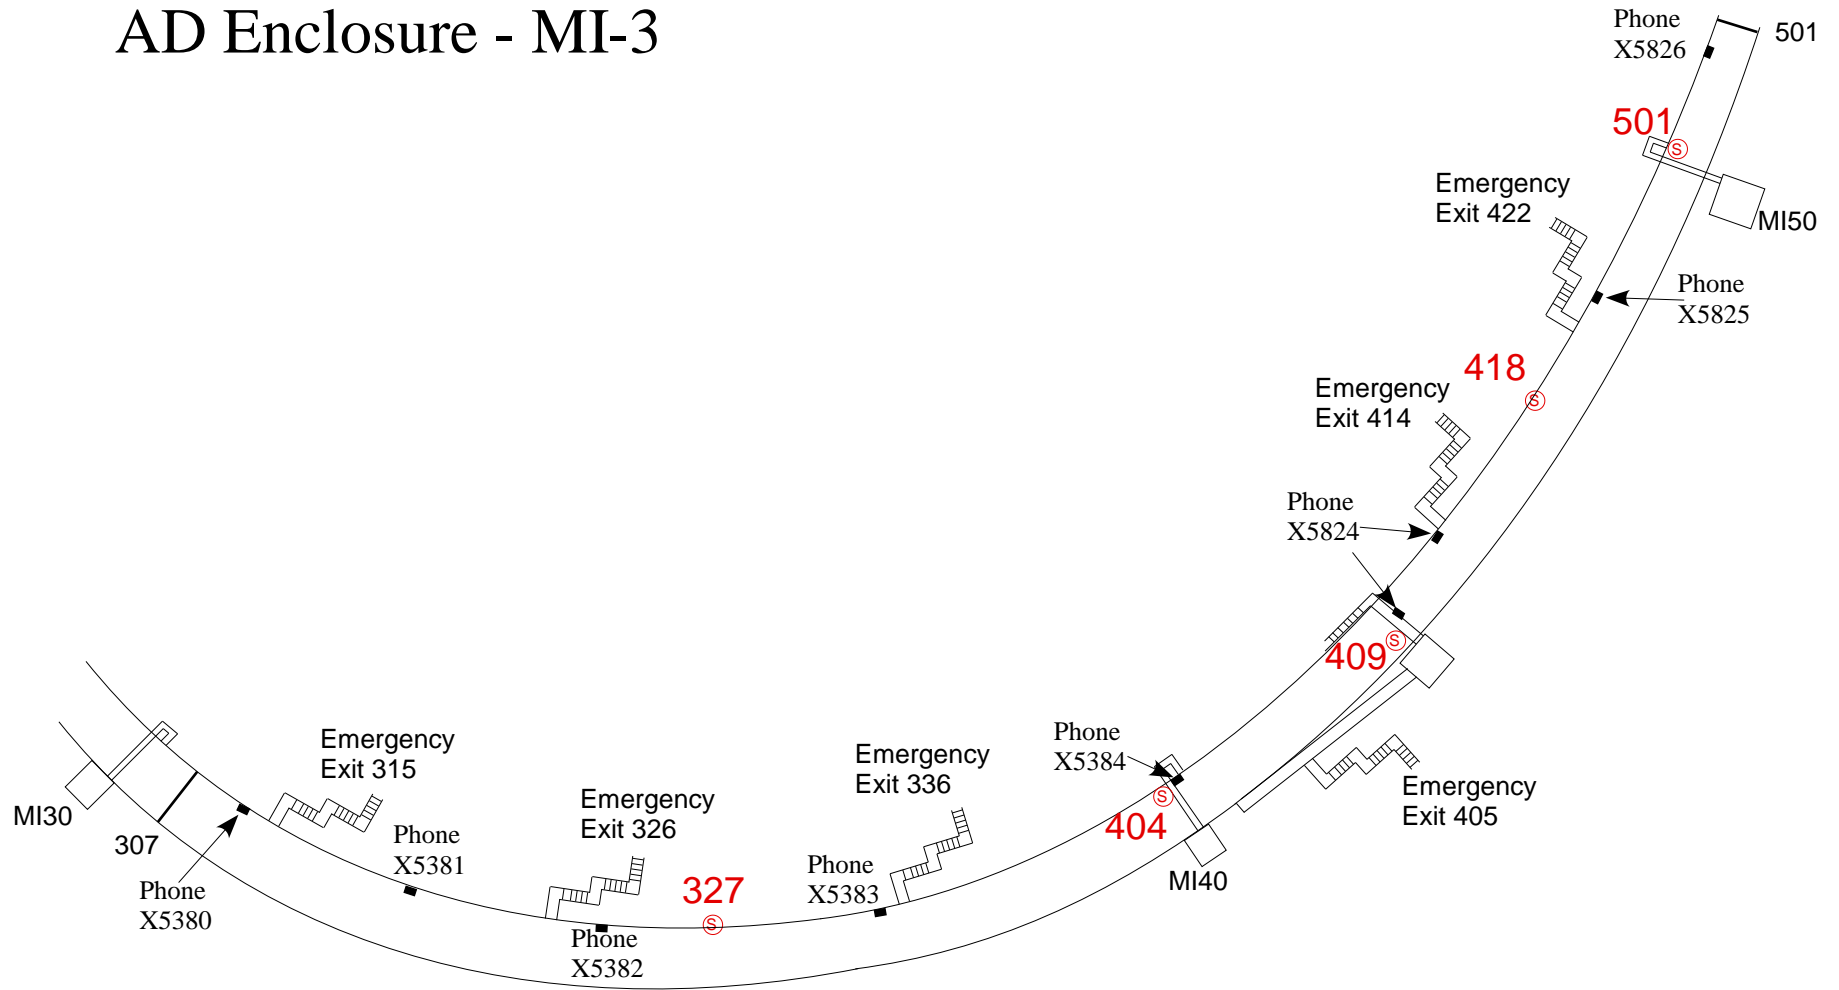 AD Enclosure - MI-3
Phone
X5826
501
501
S
Emergency
Exit 422
MI50
Phone
X5825
418
S
Emergency
Exit 414
Phone
X5824
409
S
Phone
X5384
S
404
Emergency
Exit 405
MI40
Emergency
Exit 336
Phone
X5383
327
S
Emergency
Exit 326
Phone
X5382
Emergency
Exit 315
Phone
X5381
MI30
307
Phone
X5380